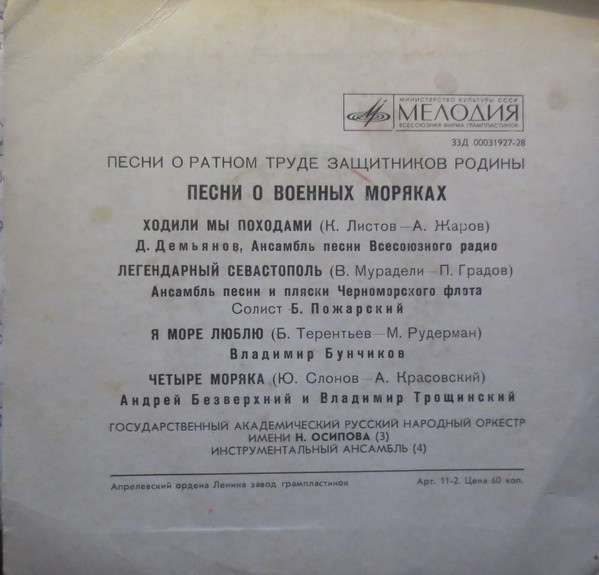 МИНИСТЕРСТВО КУЛЬТУРЫ СССР
МЕЛОДИЯ
ВСЕСОЮЗНАЯ ФИРМА ГРАМПЛАСТИНОК
33Д 00031927-28
ПЕСНИ О РАТНОМ ТРУДЕ ЗАЩИТНИКОВ РОДИНЫ
ПЕСНИ О ВОЕННЫХ МОРЯКАХ
ХОДИЛИ МЫ ПОХОДАМИ (К. Листов—А. Жаров)
Д. Демьянов, Ансамбль песни Всесоюзного радио
ЛЕГЕНДАРНЫЙ СЕВАСТОПОЛЬ (В. Мурадели—П. Градов)
Ансамбль песни и пляски Черноморского флота
Солист Б. Пожарский
Я МОРЕ ЛЮБЛЮ (Б. Терентьев—М. Рудерман)
Владимир Бунчиков
ЧЕТЫРЕ МОРЯКА (Ю. Слонов—А. Красовский)
Андрей Безверхний и Владимир Трощинский
ГОСУДАРСТВЕННЫЙ АКАДЕМИЧЕСКИЙ РУССКИЙ НАРОДНЫЙ ОРКЕСТР
ИМЕНИ Н. ОСИПОВА (3)
ИНСТРУМЕНТАЛЬНЫЙ АНСАМБЛЬ (4)
Апрелевский ордена Ленина завод грампластинок Арт. 11-2. Цена 60 коп.